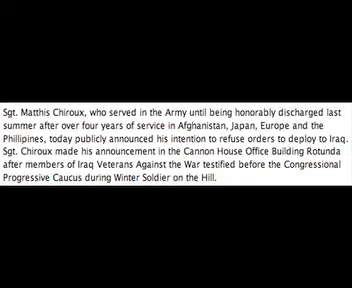 Sgt. Matthis Chiroux, who served in the Army until being honorably discharged last
summer after over four years of service in Afghanistan, Japan, Europe and the
Phillipines, today publicly announced his intention to refuse orders to deploy to Iraq.
Sgt. Chiroux made his announcement in the Cannon House Office Building Rotunda
after members of Iraq Veterans Against the War testified before the Congressional
Progressive Caucus during Winter Soldier on the Hill.